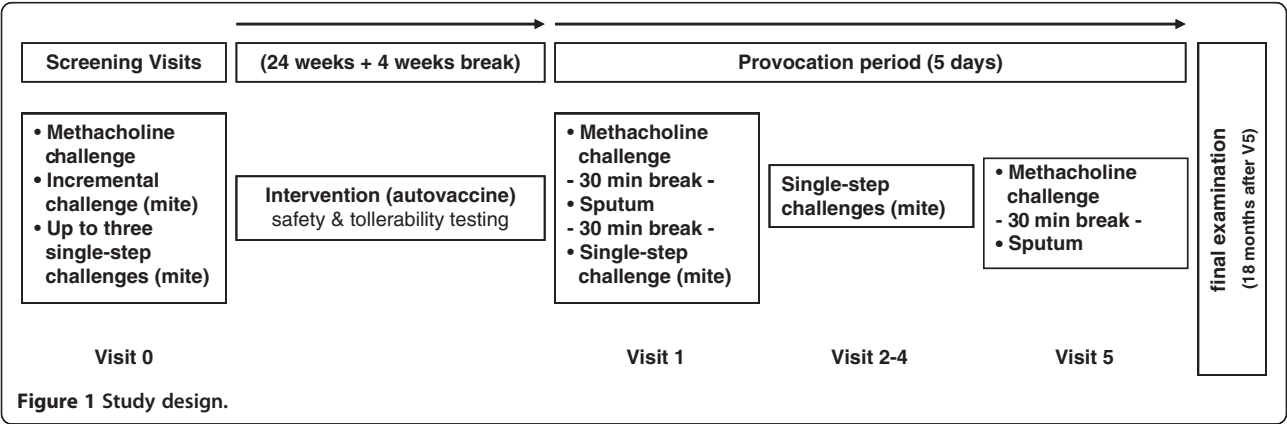 Screening Visits
(24 weeks + 4 weeks break)
Provocation period (5 days)
• Methacholine
challenge
• Incremental
challenge (mite)
• Up to three
single-step
challenges (mite)
Intervention (autovaccine)
safety & tollerability testing
• Methacholine
challenge
- 30 min break -
• Sputum
- 30 min break -
• Single-step
challenge (mite)
Single-step
challenges (mite)
• Methacholine
challenge
- 30 min break -
• Sputum
final examination
(18 months after V5)
Visit 0
Visit 1
Visit 2-4
Visit 5
Figure 1 Study design.